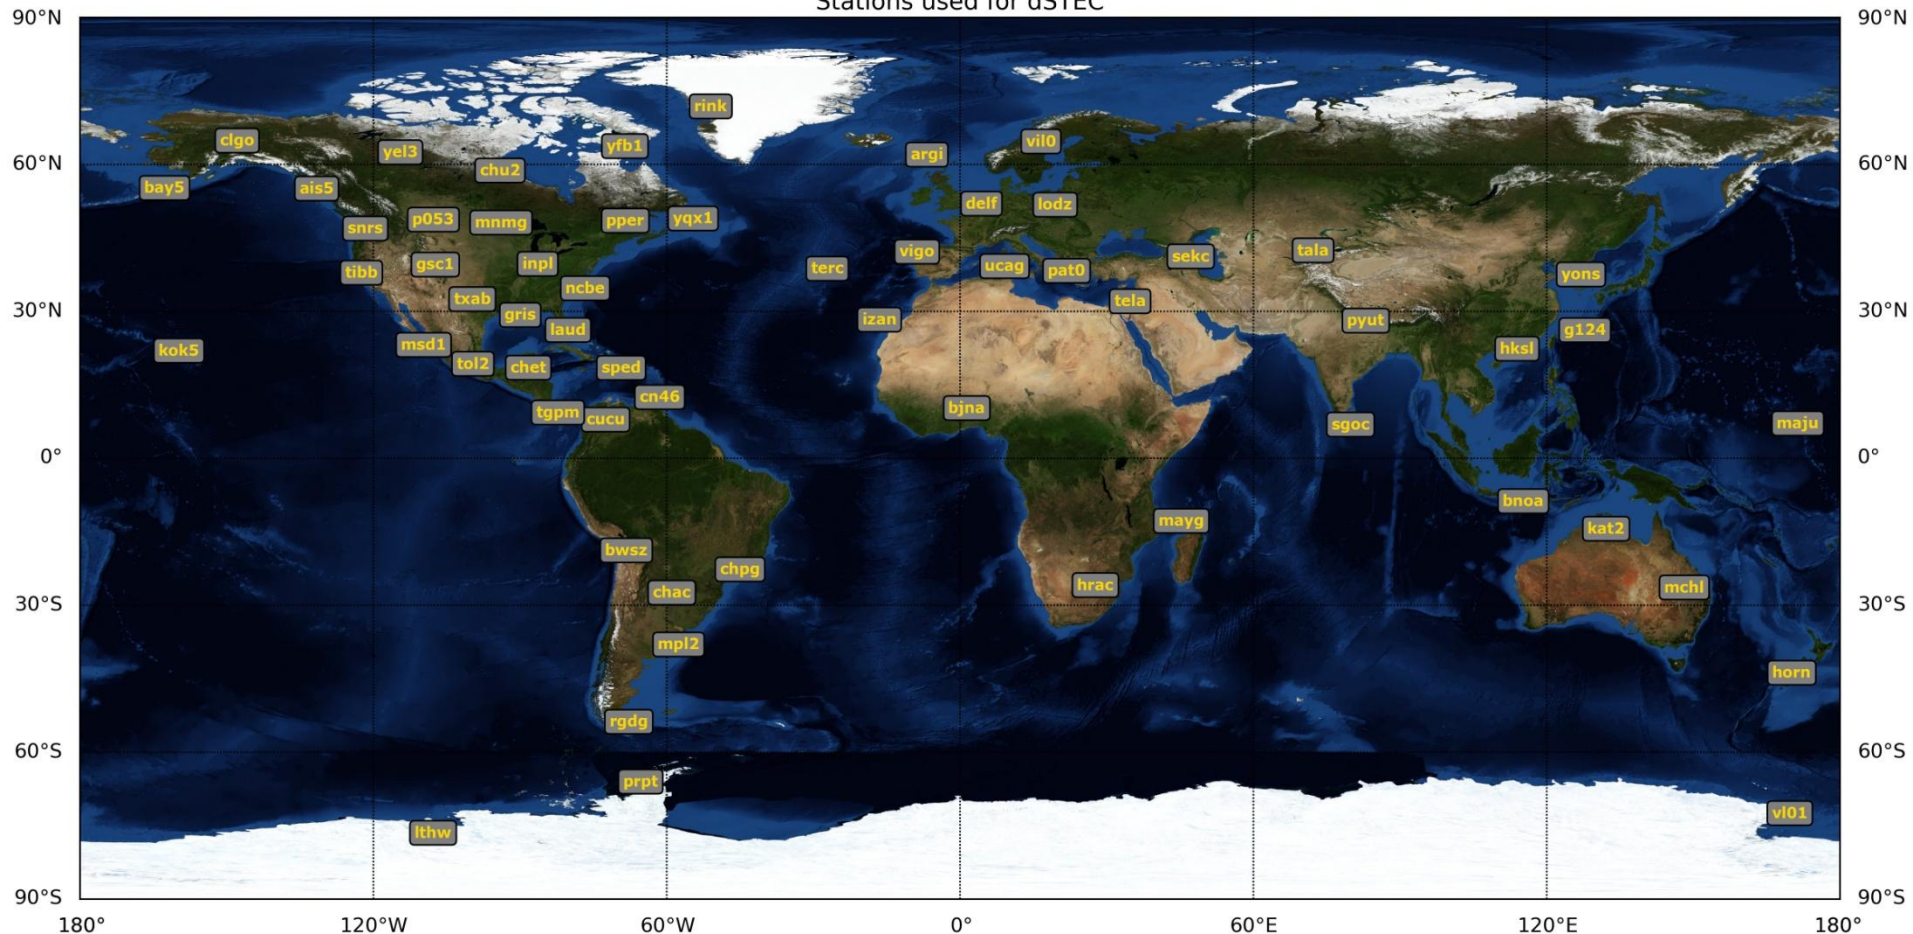 Stations used for dSTEC
90°N 90°N
rink
clgo yel3 yfb1 vil0
argi
60°N chu2 60°N
bay5 ais5 delf lodz
snrs p053 mnmg pper yqx1
vigo sekc tala
tibb gsc1 inpl terc ucag pat0 yons
txab ncbe tela
30°N 30°N
gris laud izan pyut g124
kok5 msd1 hksl
tol2 chet sped
cn46
tgpm cucu bjna sgoc maju
0° 0°
bnoa
mayg kat2
bwsz chpg
chac hrac mchl
30°S 30°S
mpl2 horn
rgdg
60°S 60°S
prpt
lthw vl01
90°S 90°S
180° 120°W 60°W 0° 60°E 120°E 180°